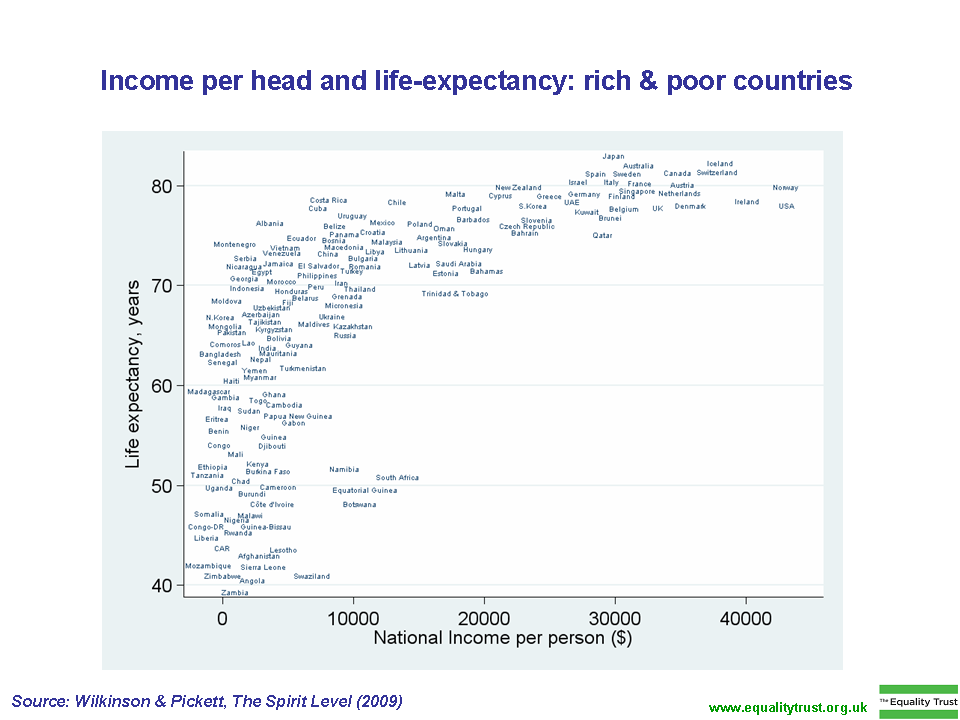 Income per head and life-expectancy: rich & poor countries
Japan
Iceland
Australia
Spain Sweden Canada Switzerland
Israel Italy France Austria
New Zealand Singapore Norway
Malta Cyprus Greece Germany Finland Netherlands
Costa Rica Chile UAE Ireland
Cuba Portugal S.Korea Kuwait Belgium UK Denmark USA
Uruguay Barbados Slovenia Brunei
Albania Belize Mexico Poland Oman Czech Republic
Panama Croatia Bahrain Qatar
Ecuador Bosnia Malaysia Argentina
Montenegro Vietnam Macedonia Libya Lithuania Slovakia Hungary
Venezuela China
Serbia Jamaica Bulgaria
Nicaragua El Salvador Romania Latvia Saudi Arabia
Egypt Turkey Estonia Bahamas
Georgia Morocco Philippines
Iran
Indonesia Honduras Peru Thailand
Trinidad & Tobago
Moldova Fiji Belarus Grenada
Uzbekistan Micronesia
N.Korea Azerbaijan Ukraine
Mongolia Tajikistan Maldives Kazakhstan
Pakistan Kyrgyzstan Russia
Bolivia
Comoros Lao India Guyana
Bangladesh Mauritania
Senegal Nepal
Yemen Turkmenistan
Haiti Myanmar
Madagascar Ghana
Gambia Togo
Iraq Sudan Cambodia
Eritrea Papua New Guinea
Benin Niger Gabon
Guinea
Congo Djibouti
Mali
Ethiopia Kenya Namibia
Tanzania Burkina Faso South Africa
Chad
Uganda Cameroon Equatorial Guinea
Burundi
Côte d'Ivoire Botswana
Somalia Malawi
Nigeria
Congo-DR Guinea-Bissau
Liberia Rwanda
CAR Lesotho
Afghanistan
Mozambique Sierra Leone
Zimbabwe Angola Swaziland
Zambia
80
70
60
50
40
Life expectancy, years
0 10000 20000 30000 40000
National Income per person ($)
Source: Wilkinson & Pickett, The Spirit Level (2009)
www.equalitytrust.org.uk
The Equality Trust